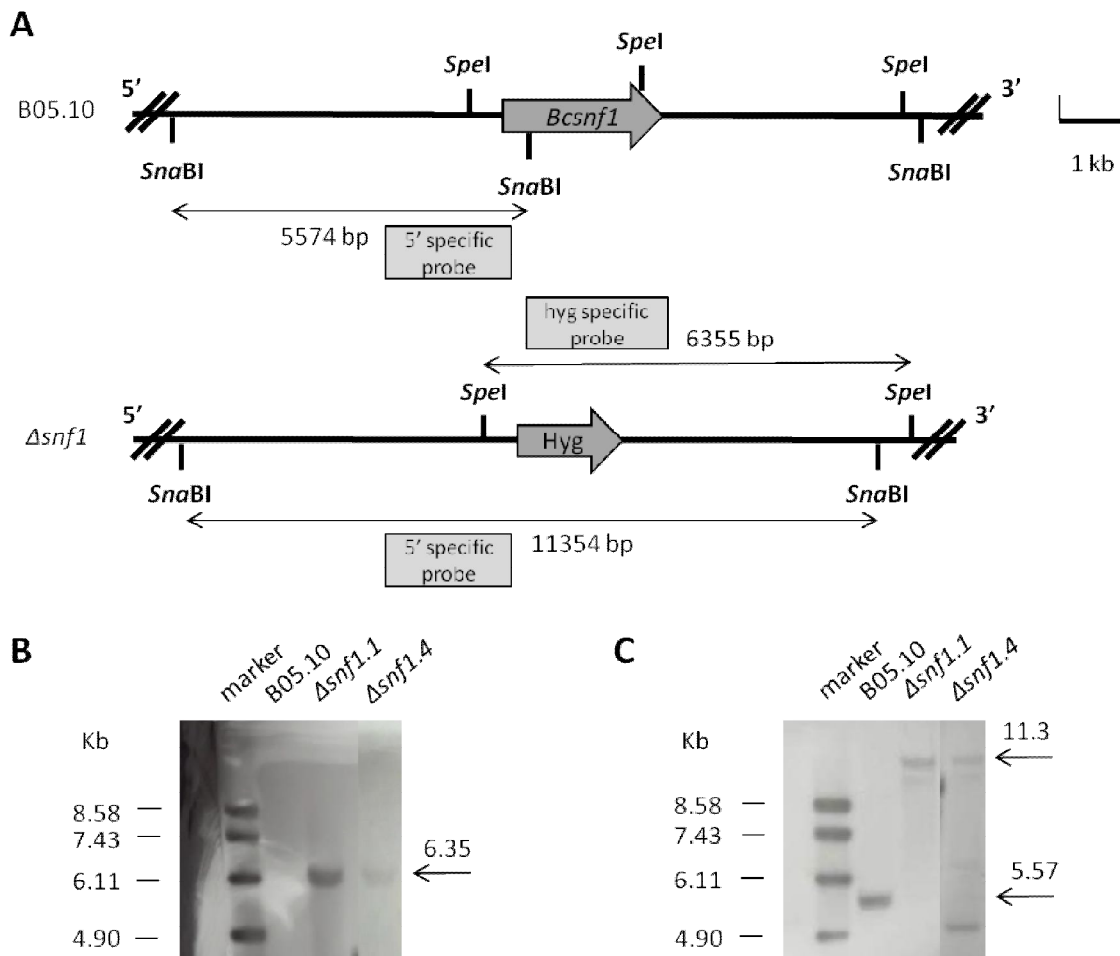 A
B05.10
5'
SpeI
SpeI
SpeI
3'
Bcsnf1
SnaBI
SnaBI
SnaBI
1 kb
5574 bp
5' specific
probe
hyg specific
probe
6355 bp
Δsnf1
5'
SpeI
SpeI
3'
Hyg
SnaBI
SnaBI
11354 bp
5' specific
probe
B
marker
B05.10
Δsnf1.1
Δsnf1.4
Kb
8.58
7.43
6.11
4.90
6.35
C
marker
B05.10
Δsnf1.1
Δsnf1.4
Kb
8.58
7.43
6.11
4.90
11.3
5.57